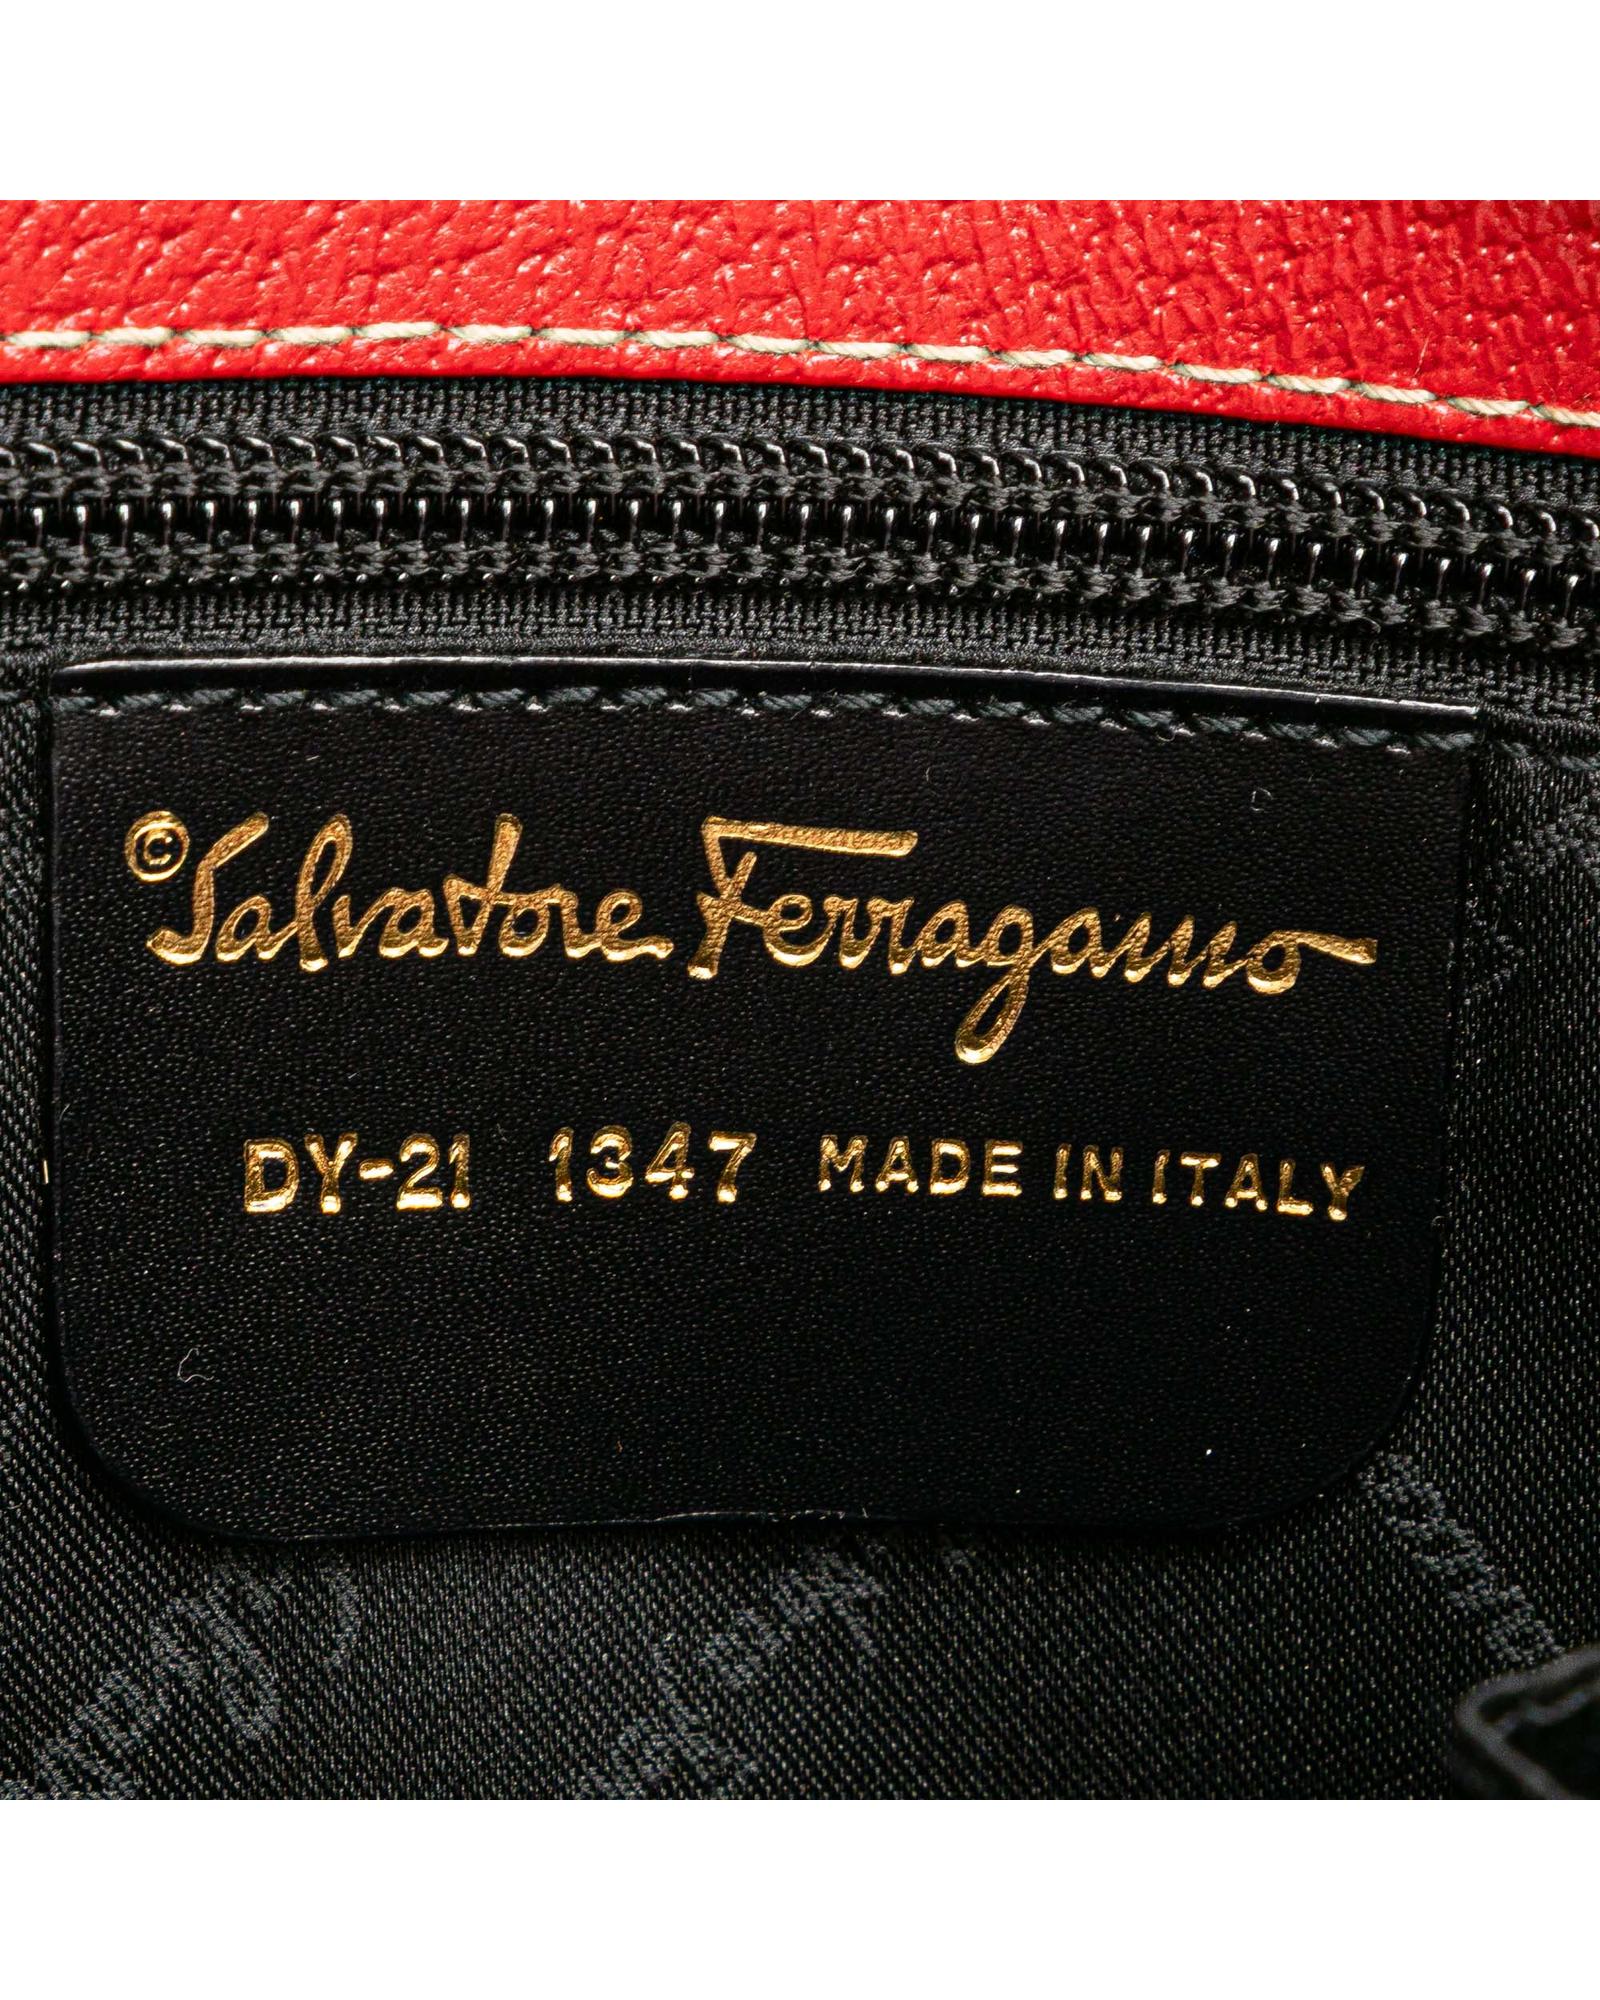 © Salvatore Ferragamo
DY-21 1347 MADE IN ITALY